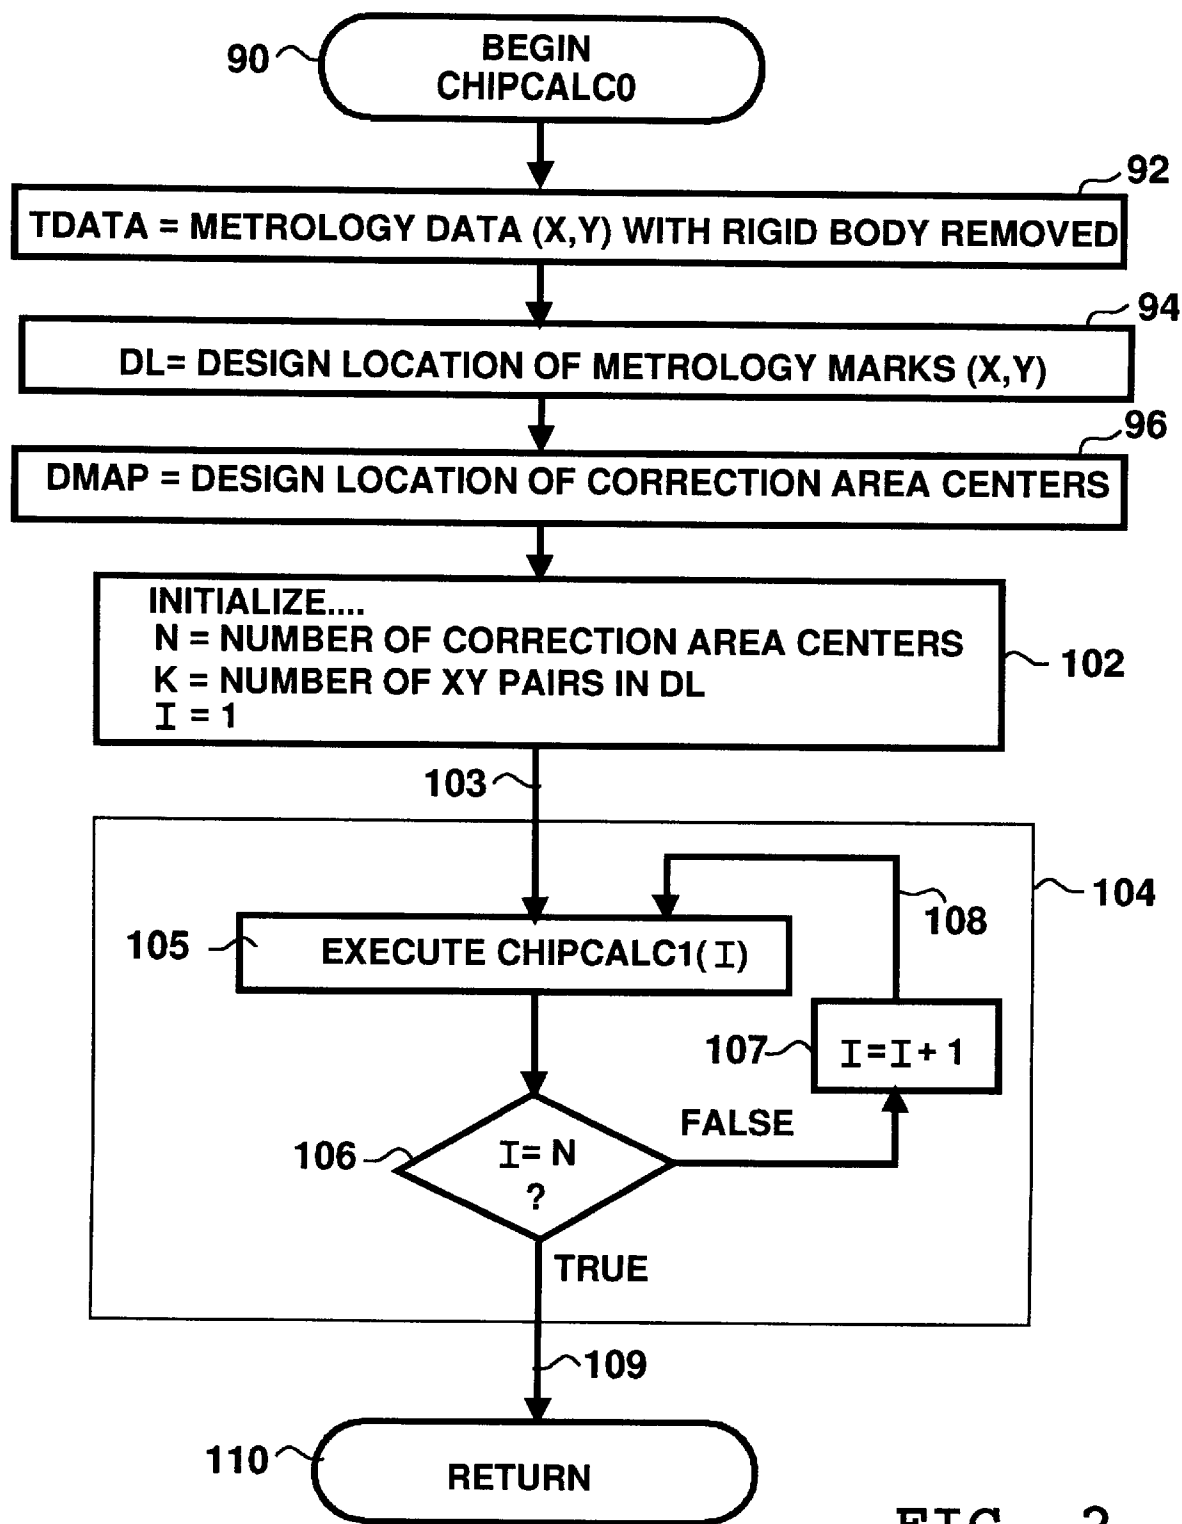 90
BEGIN
CHIPCALC0
92
TDATA = METROLOGY DATA (X,Y) WITH RIGID BODY REMOVED
94
DL= DESIGN LOCATION OF METROLOGY MARKS (X,Y)
96
DMAP = DESIGN LOCATION OF CORRECTION AREA CENTERS
INITIALIZE....
N = NUMBER OF CORRECTION AREA CENTERS
K = NUMBER OF XY PAIRS IN DL
I = 1
102
103
104
108
105
EXECUTE CHIPCALC1(I)
107
I=I+ 1
FALSE
106
I= N
?
TRUE
109
110
RETURN